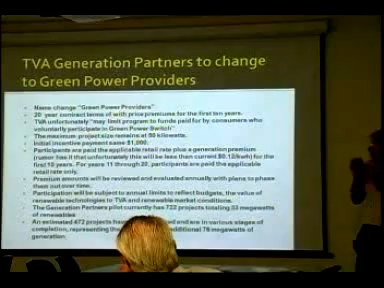 TVA Generation Partners to change
to Green Power Providers
Name change "Green Power Providers"
20 year contract terms of with price premiums for the first ten years.
TVA unfortunately "may limit program to funds paid for by consumers who
voluntarily participate in Green Power Switch"
The maximum project size remains at 50 kilowatts.
Initial incentive payment same $1,000.
Participants are paid the applicable retail rate plus a generation premium
(rumor has it that unfortunately this will be less than current $0.12/kwh) for the
first 10 years. For years 11 through 20, participants are paid the applicable
retail rate only.
Premium amounts will be reviewed and evaluated annually with plans to phase
them out over time.
Participation will be subject to annual limits to reflect budgets, the value of
renewable technologies to TVA and renewable market conditions.
The Generation Partners pilot currently has 722 projects totaling 33 megawatts
of renewables
An estimated 472 projects have and are in various stages of
completion, representing additional 76 megawatts of
generation.